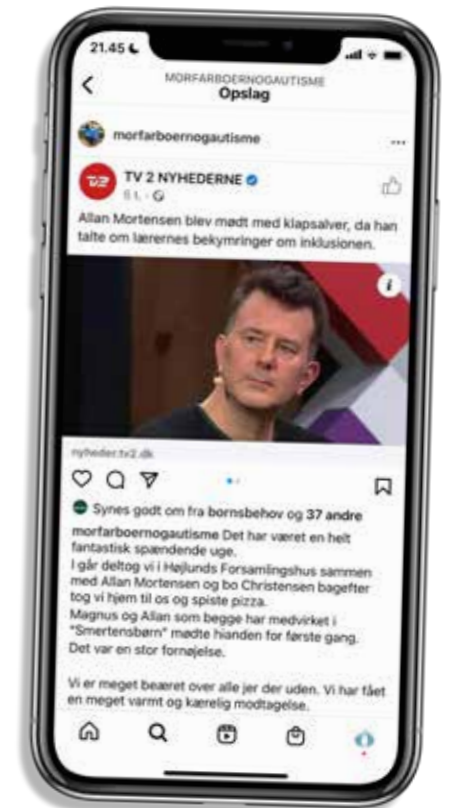 21.45
MORFARBOERNOGAUTISME
Opslag
morfarboernogautisme
TV 2 NYHEDERNE
6 t.
Allan Mortensen blev mødt med klapsalver, da han
talte om lærernes bekymringer om inklusionen.
i
nyheder.tv2.dk
Synes godt om fra bornsbehov og 37 andre
morfarboernogautisme Det har været en helt
fantastisk spændende uge.
I går deltog vi i Højlunds Forsamlingshus sammen
med Allan Mortensen og bo Christensen bagefter
tog vi hjem til os og spiste pizza.
Magnus og Allan som begge har medvirket i
"Smertensbørn" mødte hianden for første gang.
Det var en stor fornøjelse.
Vi er meget beæret over alle jer der uden. Vi har fået
en meget varmt og kærelig modtagelse.